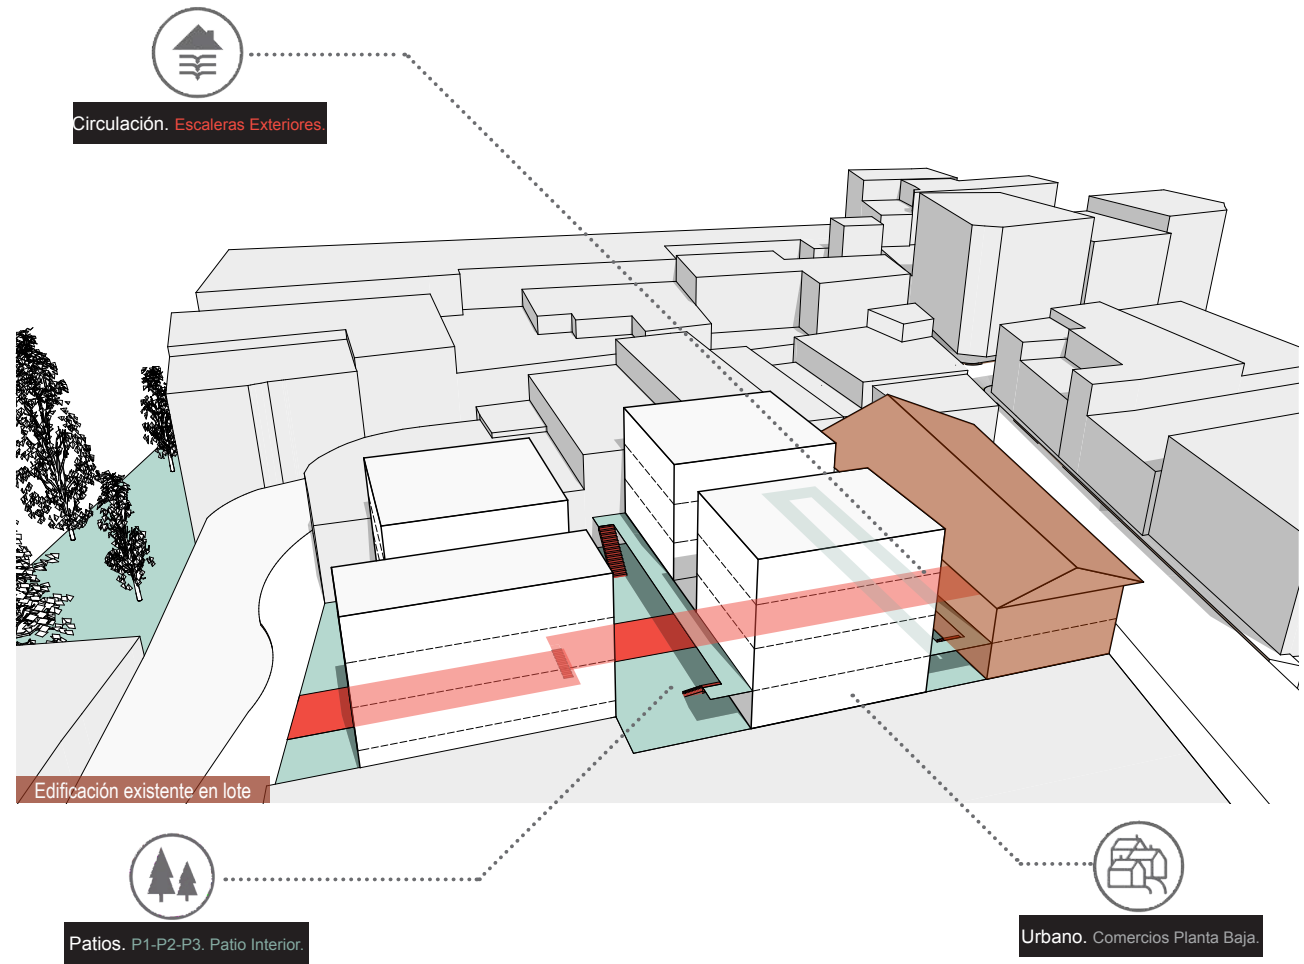 Circulación. Escaleras Exteriores.
Edificación existente en lote
Patios. P1-P2-P3. Patio Interior.
Urbano. Comercios Planta Baja.